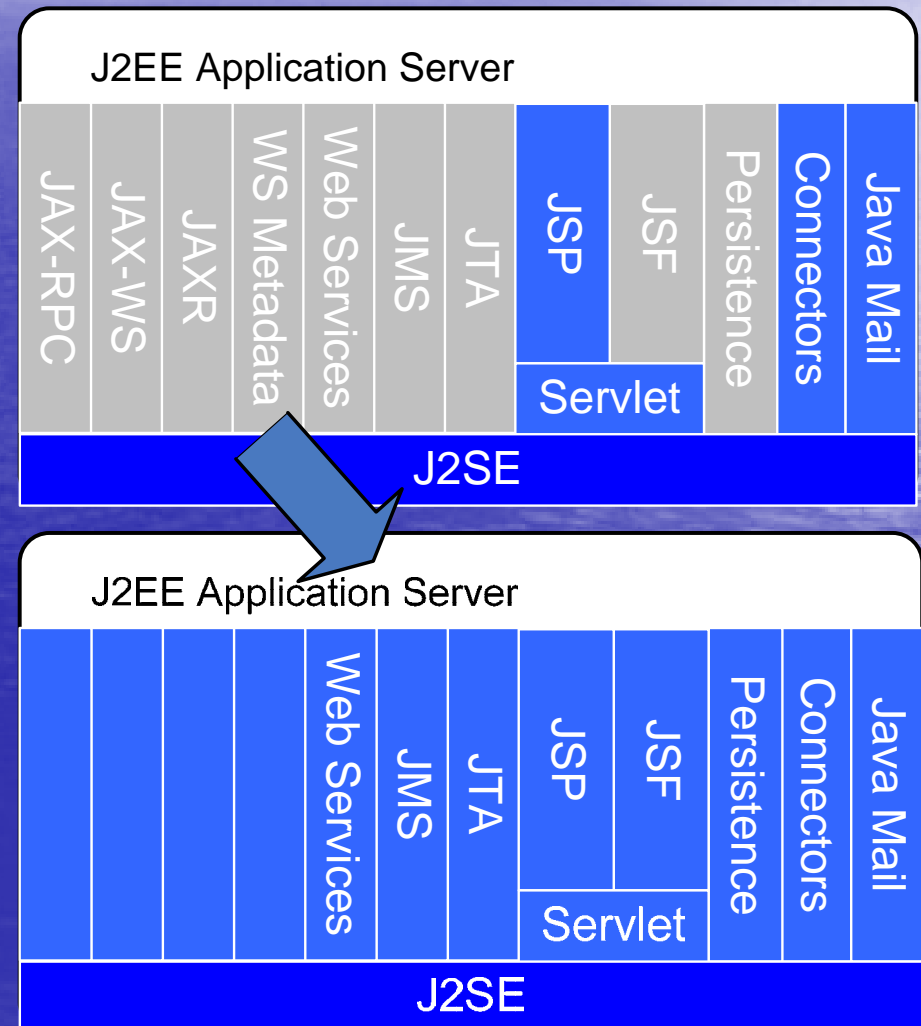 J2EE Application Server
JAX-RPC
JAX-WS
JAXR
WS Metadata
Web Services
JMS
JTA
JSP
JSF
Servlet
Persistence
Connectors
Java Mail
J2SE
J2EE Application Server
Web Services
JMS
JTA
JSP
JSF
Servlet
Persistence
Connectors
Java Mail
J2SE